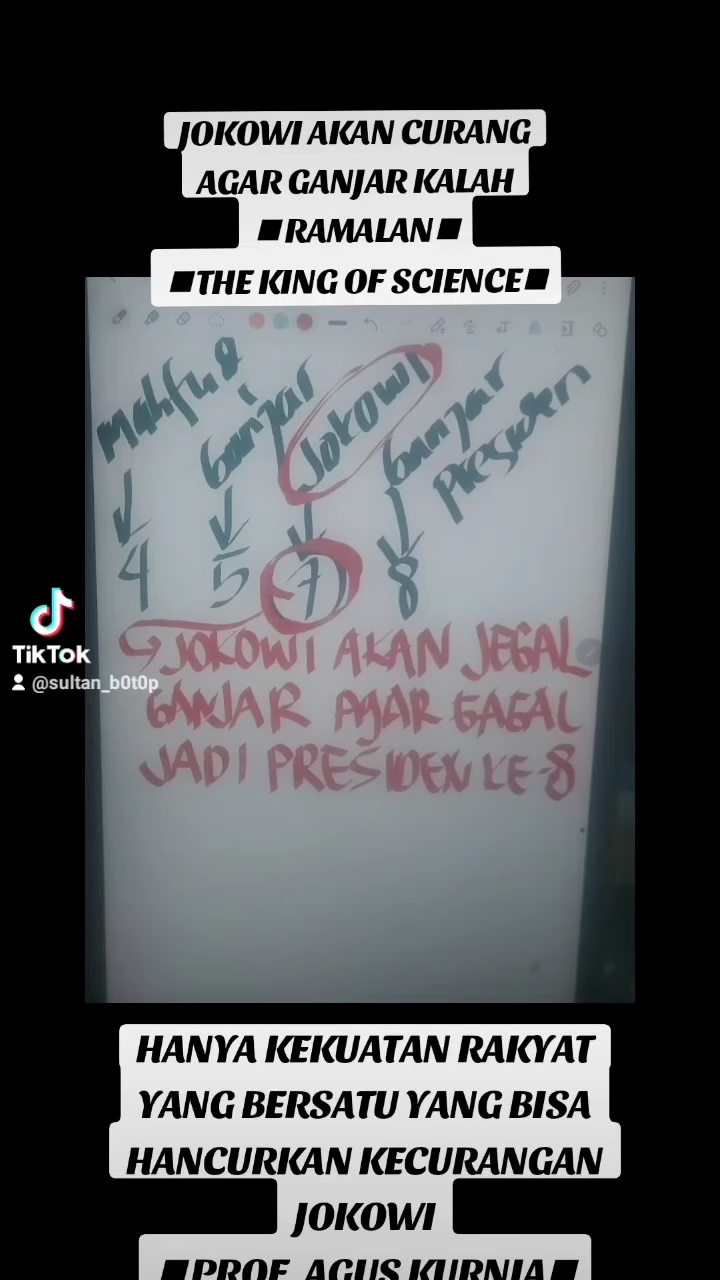 JOKOWI AKAN CURANG
AGAR GANJAR KALAH
■RAMALAN■
■THE KING OF SCIENCE■
Mahfud Ganjar Jokowi Ganjar Presiden
4 5 7 8
JOKOWI AKAN JEGAL
GANJAR AGAR GAGAL
JADI PRESIDEN KE-8
TikTok
@sultan_b0t0p
HANYA KEKUATAN RAKYAT
YANG BERSATU YANG BISA
HANCURKAN KECURANGAN
JOKOWI
■PROF. AGUS KURNIA■